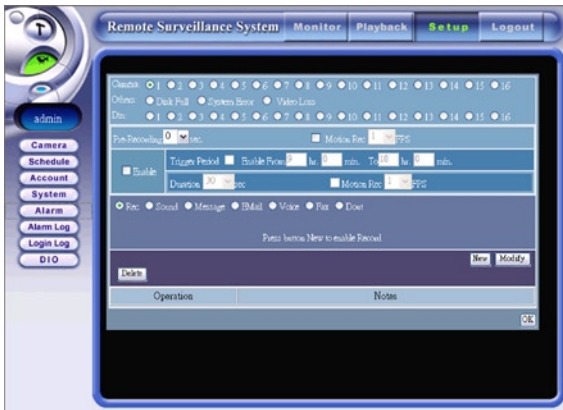 Remote Surveillance System Monitor Playback Setup Logout
admin
Camera
Schedule
Account
System
Alarm
Alarm Log
Login Log
DIO
Camera: 1 2 3 4 5 6 7 8 9 10 11 12 13 14 15 16
Others: Disk Full System Error Video Loss
Din: 1 2 3 4 5 6 7 8 9 10 11 12 13 14 15 16
Pre-Recording 0 sec. Motion Rec 1 FPS
Enable
Trigger Period Enable From 9 hr. 0 min. To 18 hr. 0 min.
Duration 30 sec Motion Rec 1 FPS
Rec Sound Message EMail Voice Fax Dout
Press button New to enable Record
New Modify
Delete
Operation Notes
OK